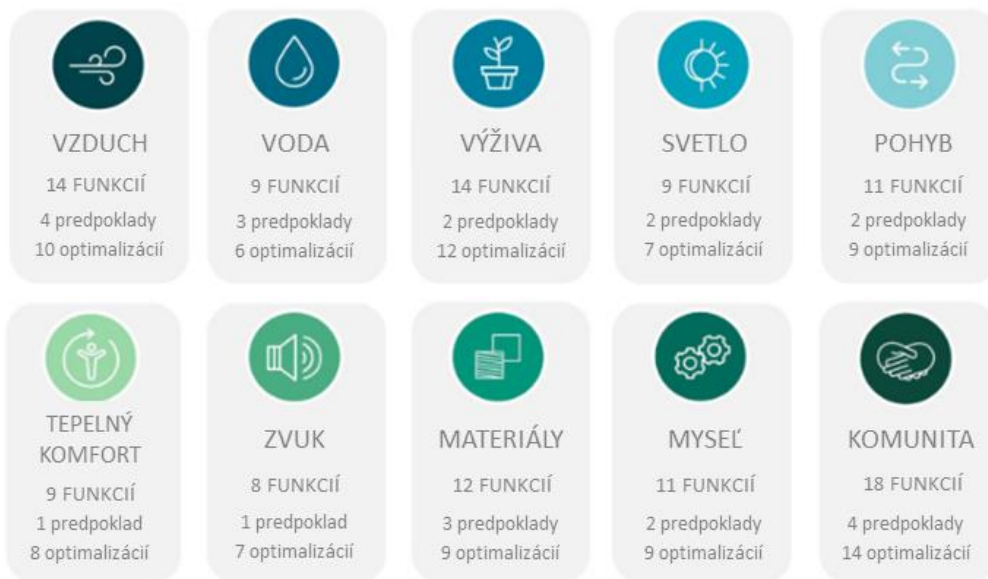 VZDUCH
14 FUNKCIÍ
4 predpoklady
10 optimalizácií
VODA
9 FUNKCIÍ
3 predpoklady
6 optimalizácií
VÝŽIVA
14 FUNKCIÍ
2 predpoklady
12 optimalizácií
SVETLO
9 FUNKCIÍ
2 predpoklady
7 optimalizácií
POHYB
11 FUNKCIÍ
2 predpoklady
9 optimalizácií
TEPELNÝ
KOMFORT
9 FUNKCIÍ
1 predpoklad
8 optimalizácií
ZVUK
8 FUNKCIÍ
1 predpoklad
7 optimalizácií
MATERIÁLY
12 FUNKCIÍ
3 predpoklady
9 optimalizácií
MYSEĽ
11 FUNKCIÍ
2 predpoklady
9 optimalizácií
KOMUNITA
18 FUNKCIÍ
4 predpoklady
14 optimalizácií